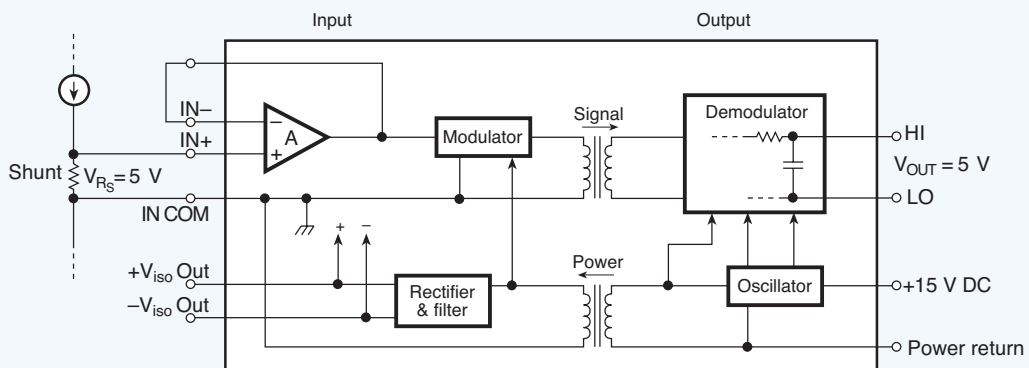 Input
Output
IN–
IN+
Shunt
V_RS = 5 V
IN COM
A
–
+
Modulator
Signal
Demodulator
HI
V_OUT = 5 V
LO
+
–
+V_iso Out
–V_iso Out
Rectifier
& filter
Power
Oscillator
+15 V DC
Power return